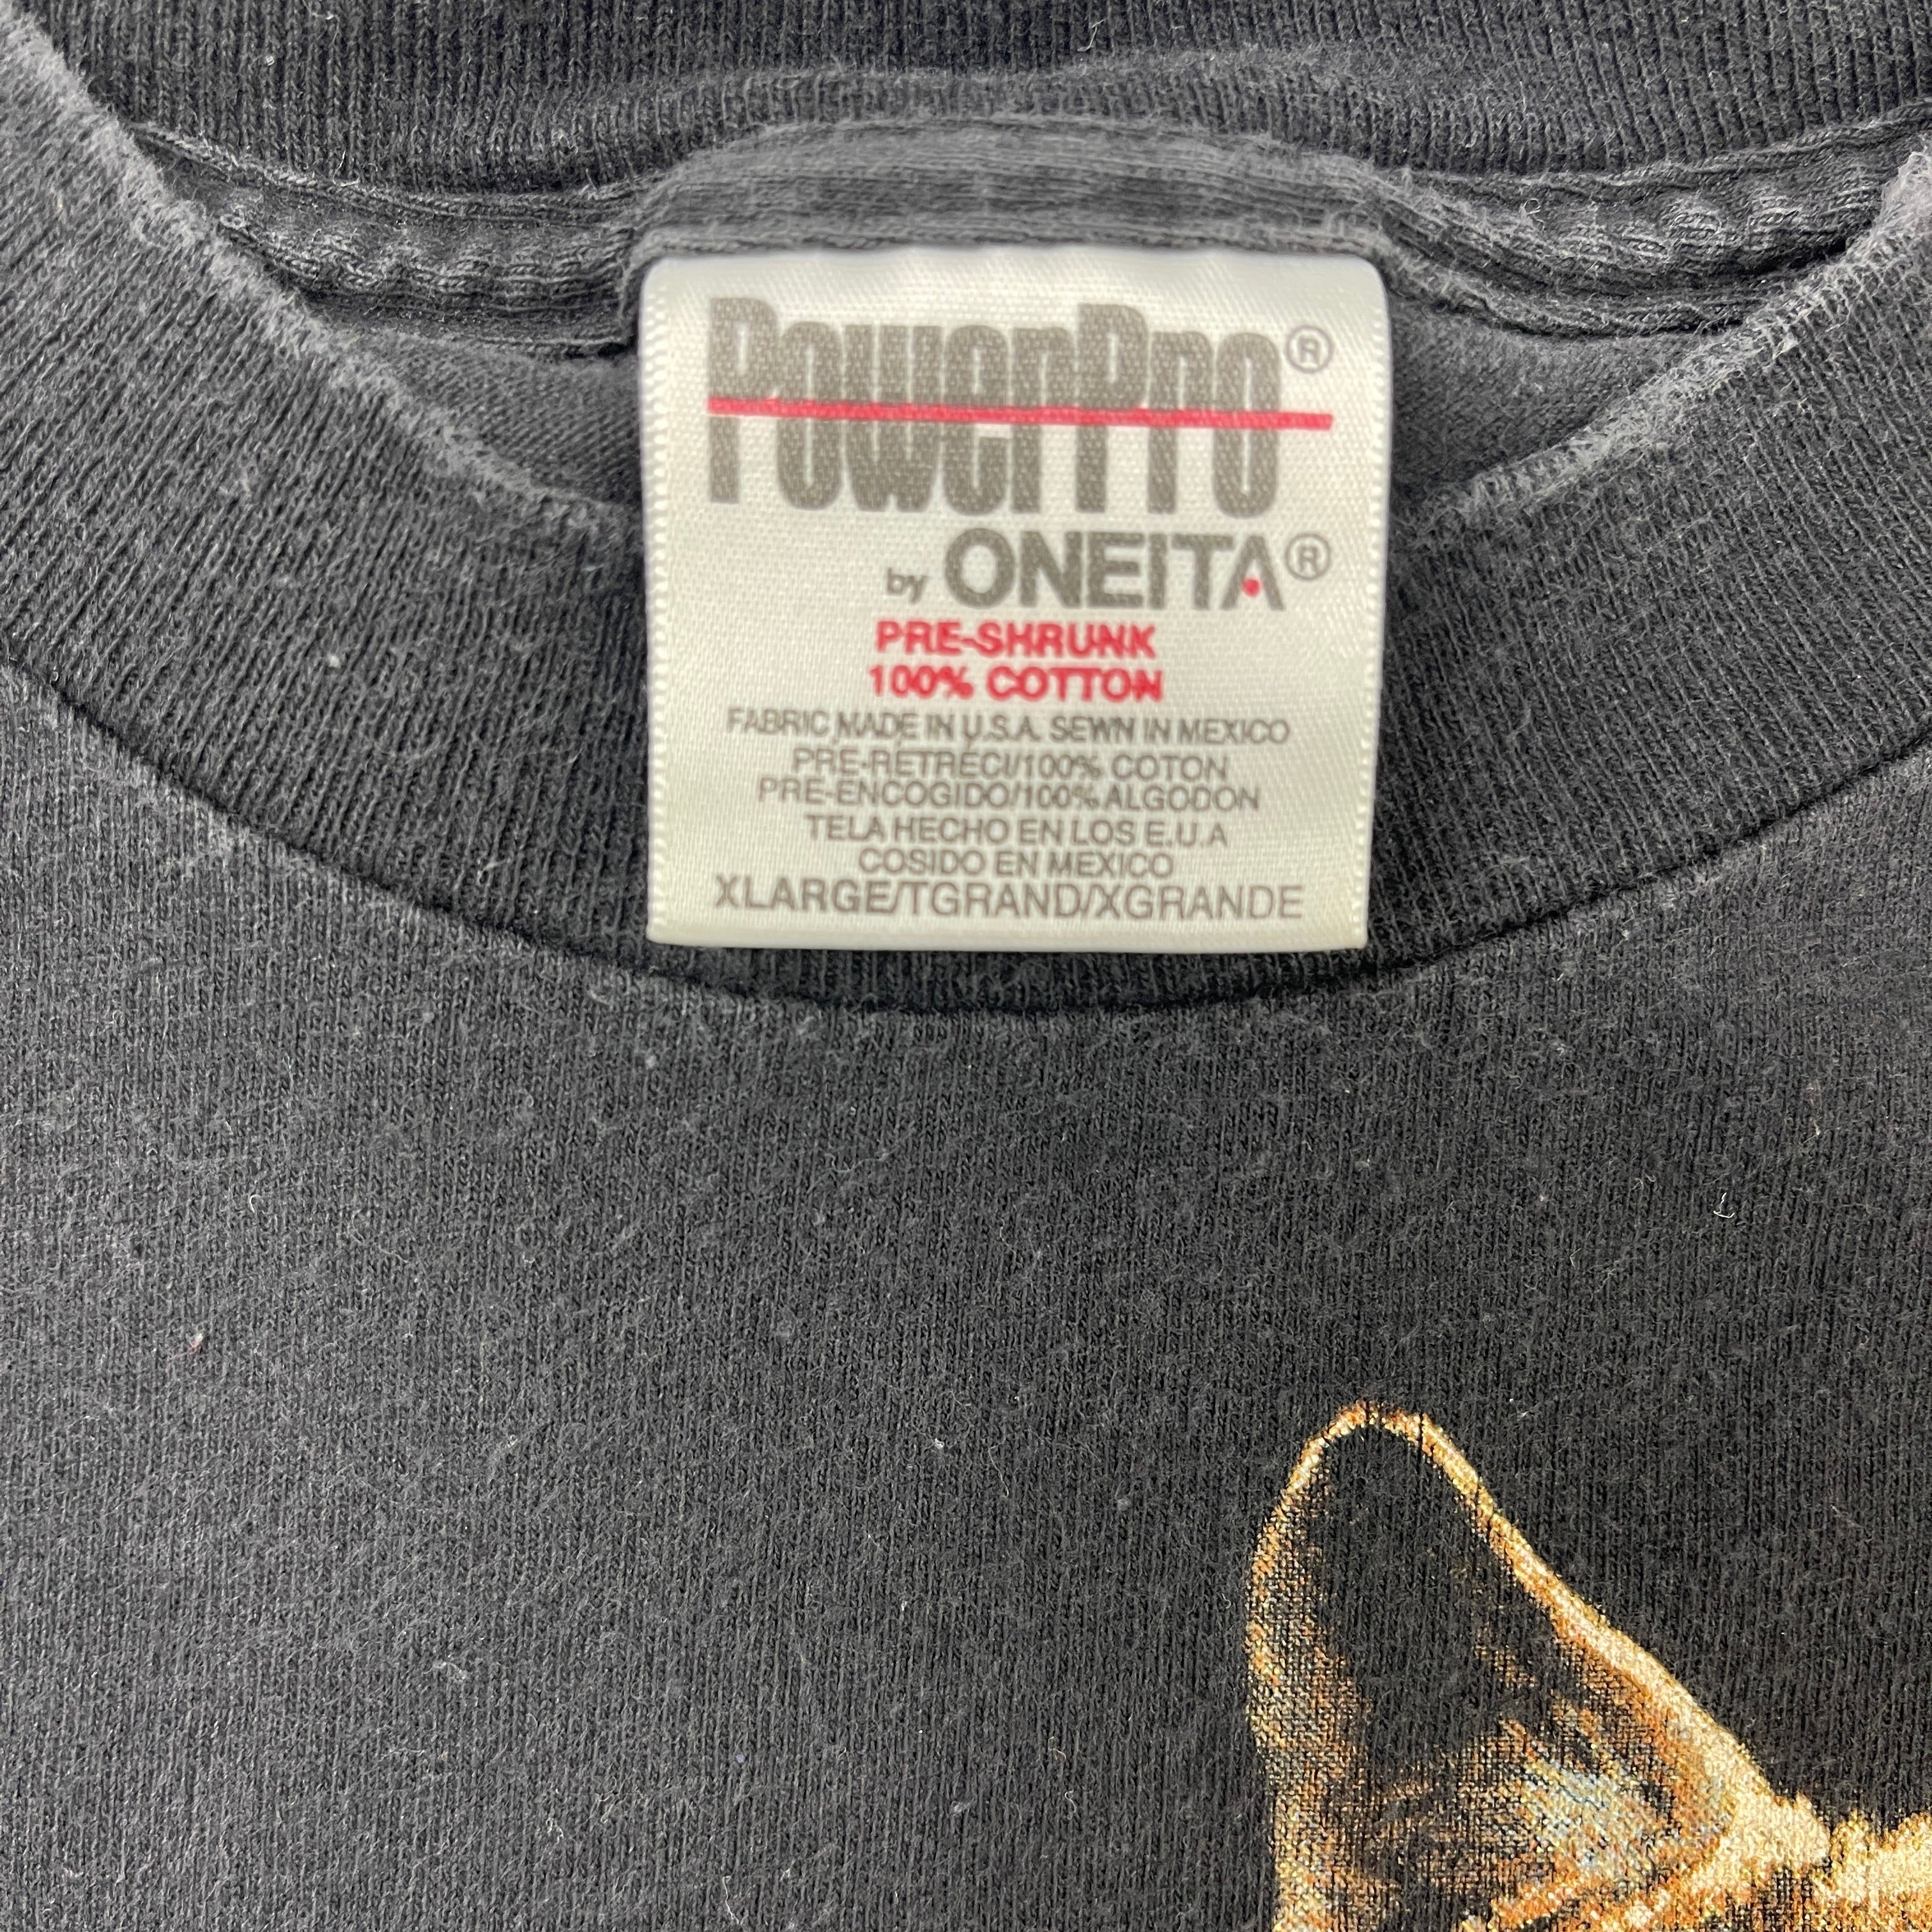 PowerPro®
by ONEITA®
PRE-SHRUNK
100% COTTON
FABRIC MADE IN U.S.A. SEWN IN MEXICO
PRE-RÉTRÉCI/100% COTON
PRE-ENCOGIDO/100% ALGODON
TELA HECHO EN LOS E.U.A
COSIDO EN MEXICO
XLARGE/TGRAND/XGRANDE